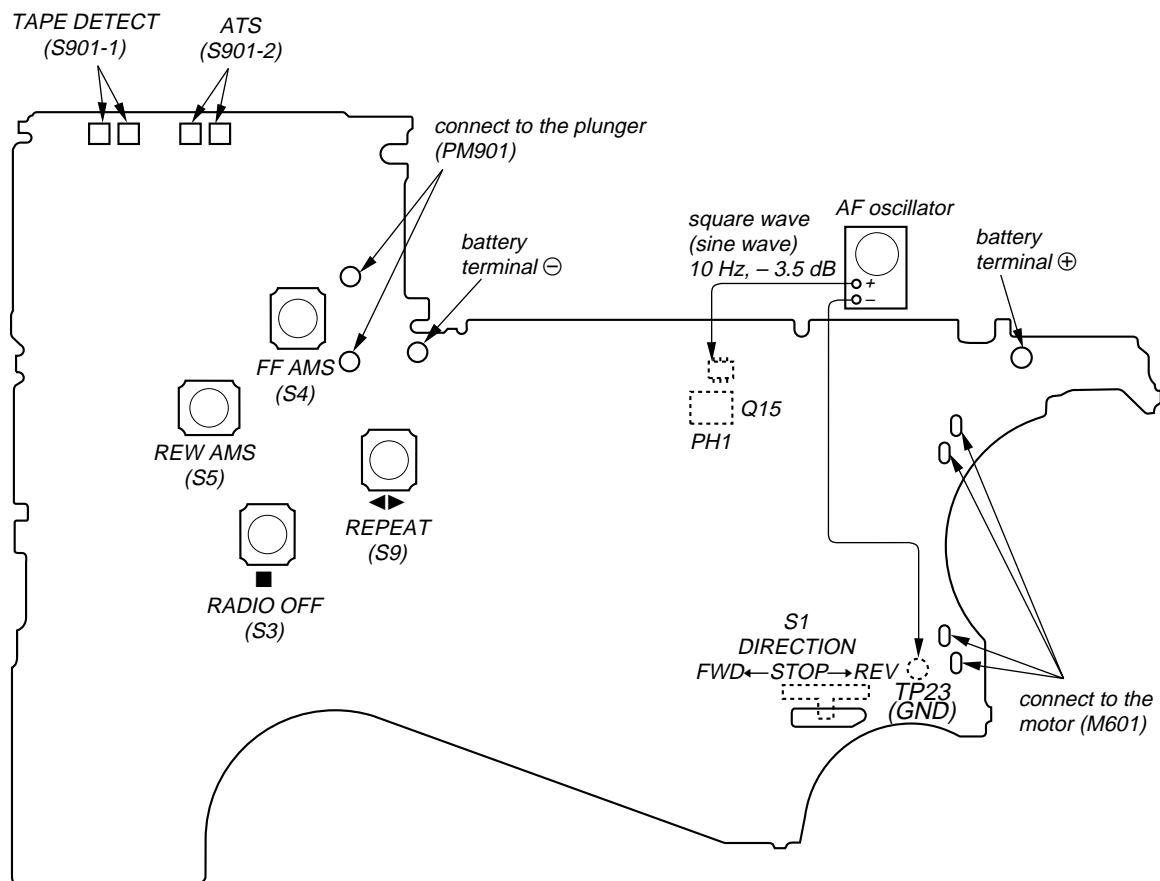 TAPE DETECT
(S901-1)
ATS
(S901-2)
connect to the plunger
(PM901)
battery
terminal ⊖
square wave
(sine wave)
10 Hz, – 3.5 dB
AF oscillator
+
–
battery
terminal ⊕
FF AMS
(S4)
REW AMS
(S5)
Q15
PH1
◀▶
REPEAT
(S9)
■
RADIO OFF
(S3)
S1
DIRECTION
FWD←STOP→REV
TP23
(GND)
connect to the
motor (M601)